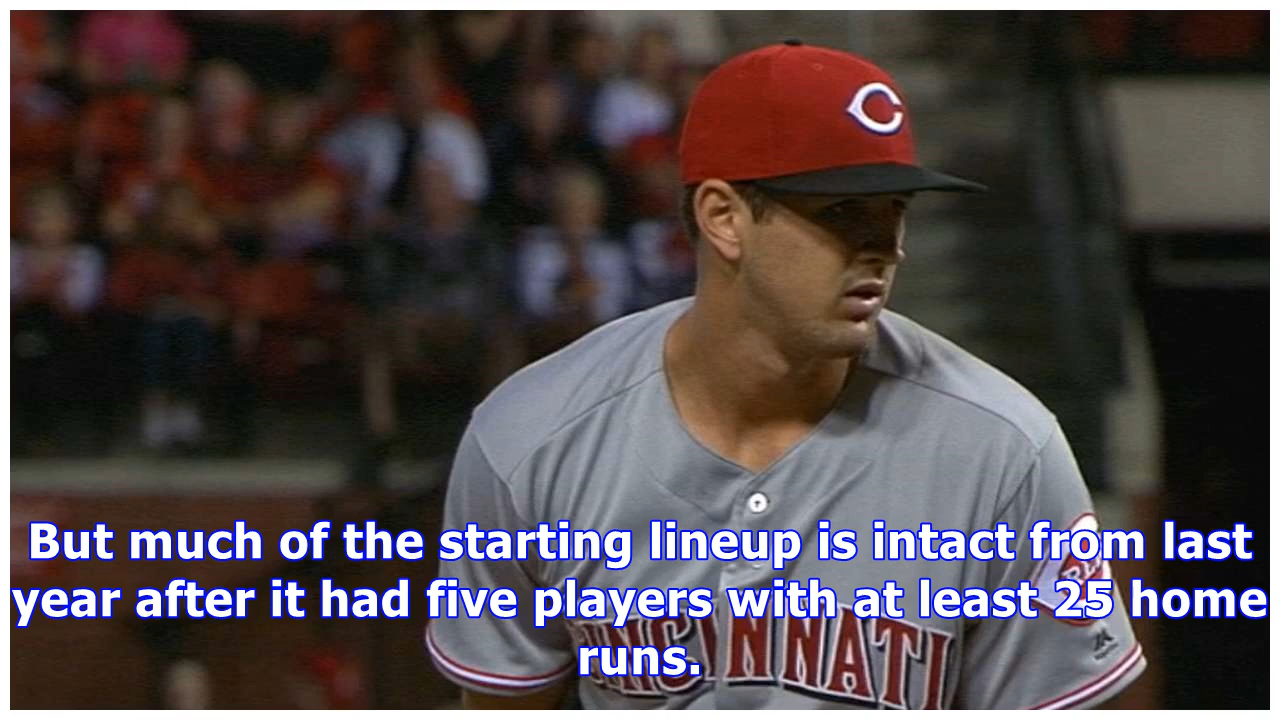 C
But much of the starting lineup is intact from last
year after it had five players with at least 25 home
runs.
CINCINNATI